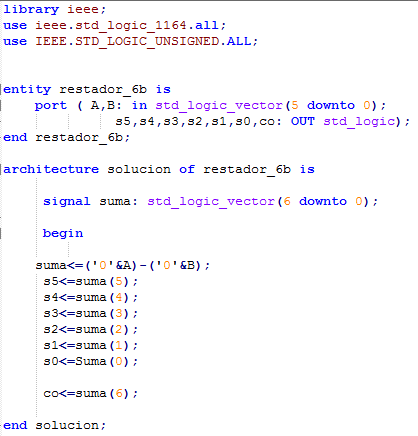 library ieee;
use ieee.std_logic_1164.all;
use IEEE.STD_LOGIC_UNSIGNED.ALL;
entity restador_6b is
port ( A,B: in std_logic_vector(5 downto 0);
s5,s4,s3,s2,s1,s0,co: OUT std_logic);
end restador_6b;
architecture solucion of restador_6b is
signal suma: std_logic_vector(6 downto 0);
begin
suma<=('0'&A)-('0'&B);
s5<=suma(5);
s4<=suma(4);
s3<=suma(3);
s2<=suma(2);
s1<=suma(1);
s0<=Suma(0);
co<=suma(6);
end solucion;